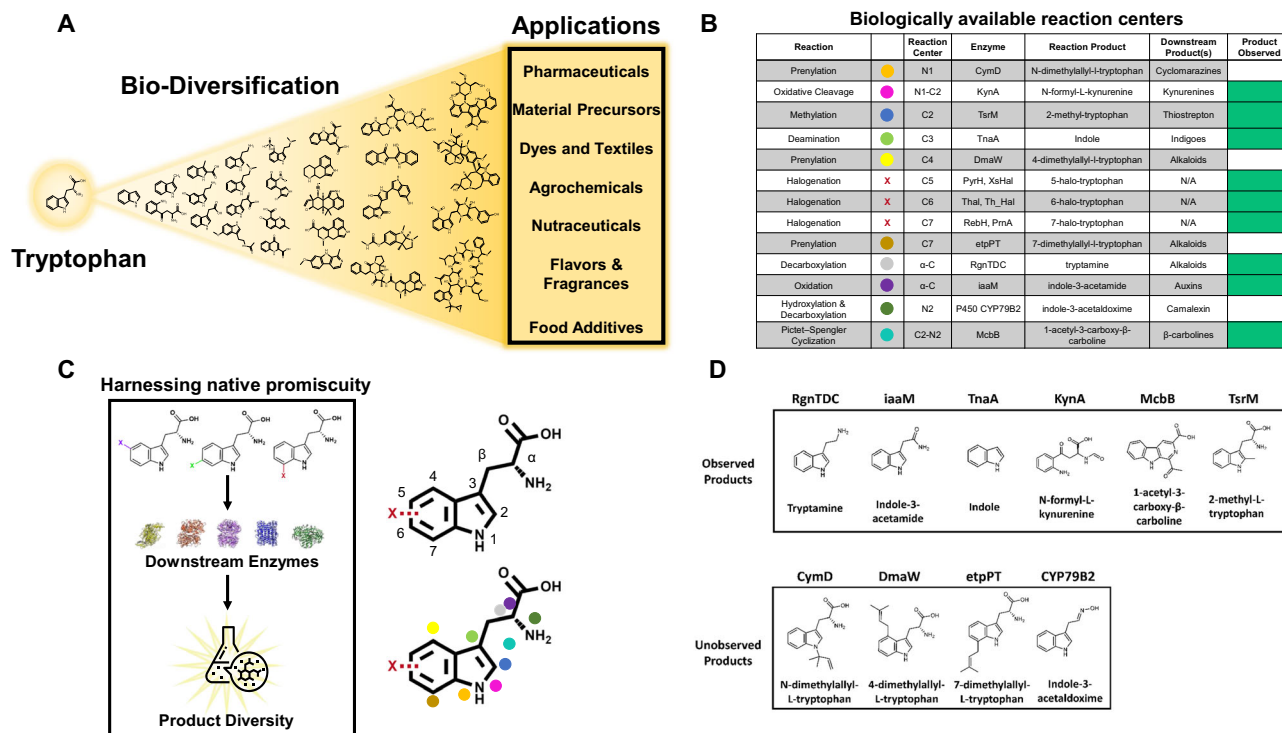 A
Applications
Bio-Diversification
Tryptophan
Pharmaceuticals
Material Precursors
Dyes and Textiles
Agrochemicals
Nutraceuticals
Flavors &
Fragrances
Food Additives
B
Biologically available reaction centers
Reaction Reaction Center Enzyme Reaction Product Downstream Product(s) Product Observed
Prenylation N1 CymD N-dimethylallyl-l-tryptophan Cyclomarazines
Oxidative Cleavage N1-C2 KynA N-formyl-L-kynurenine Kynurenines
Methylation C2 TsrM 2-methyl-tryptophan Thiostrepton
Deamination C3 TnaA Indole Indigoes
Prenylation C4 DmaW 4-dimethylallyl-l-tryptophan Alkaloids
Halogenation X C5 PyrH, XsHal 5-halo-tryptophan N/A
Halogenation X C6 Thal, Th_Hal 6-halo-tryptophan N/A
Halogenation X C7 RebH, PrnA 7-halo-tryptophan N/A
Prenylation C7 etpPT 7-dimethylallyl-l-tryptophan Alkaloids
Decarboxylation α-C RgnTDC tryptamine Alkaloids
Oxidation α-C iaaM indole-3-acetamide Auxins
Hydroxylation & Decarboxylation N2 P450 CYP79B2 indole-3-acetaldoxime Camalexin
Pictet–Spengler Cyclization C2-N2 McbB 1-acetyl-3-carboxy-β-carboline β-carbolines
C
Harnessing native promiscuity
Downstream Enzymes
Product Diversity
O
OH
β
α
NH₂
4
3
5
2
X
6
7
N
H
1
O
OH
NH₂
X
N
H
D
RgnTDC iaaM TnaA KynA McbB TsrM
Observed
Products
Tryptamine
Indole-3-
acetamide
Indole
N-formyl-L-
kynurenine
1-acetyl-3-
carboxy-β-
carboline
2-methyl-L-
tryptophan
CymD DmaW etpPT CYP79B2
Unobserved
Products
N-dimethylallyl-
L-tryptophan
4-dimethylallyl-
L-tryptophan
7-dimethylallyl-
L-tryptophan
Indole-3-
acetaldoxime